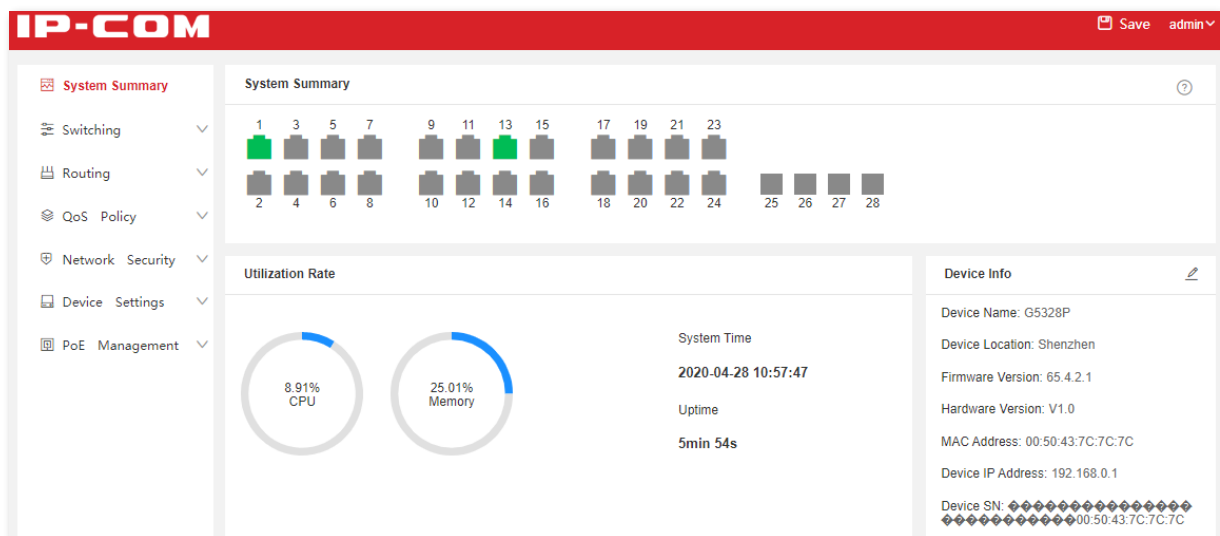 IP-COM
Save admin
System Summary
Switching
Routing
QoS Policy
Network Security
Device Settings
PoE Management
System Summary
1 3 5 7 9 11 13 15 17 19 21 23
2 4 6 8 10 12 14 16 18 20 22 24 25 26 27 28
Utilization Rate
8.91%
CPU
25.01%
Memory
System Time
2020-04-28 10:57:47
Uptime
5min 54s
Device Info
Device Name: G5328P
Device Location: Shenzhen
Firmware Version: 65.4.2.1
Hardware Version: V1.0
MAC Address: 00:50:43:7C:7C:7C
Device IP Address: 192.168.0.1
Device SN: ���������������
�����������00:50:43:7C:7C:7C